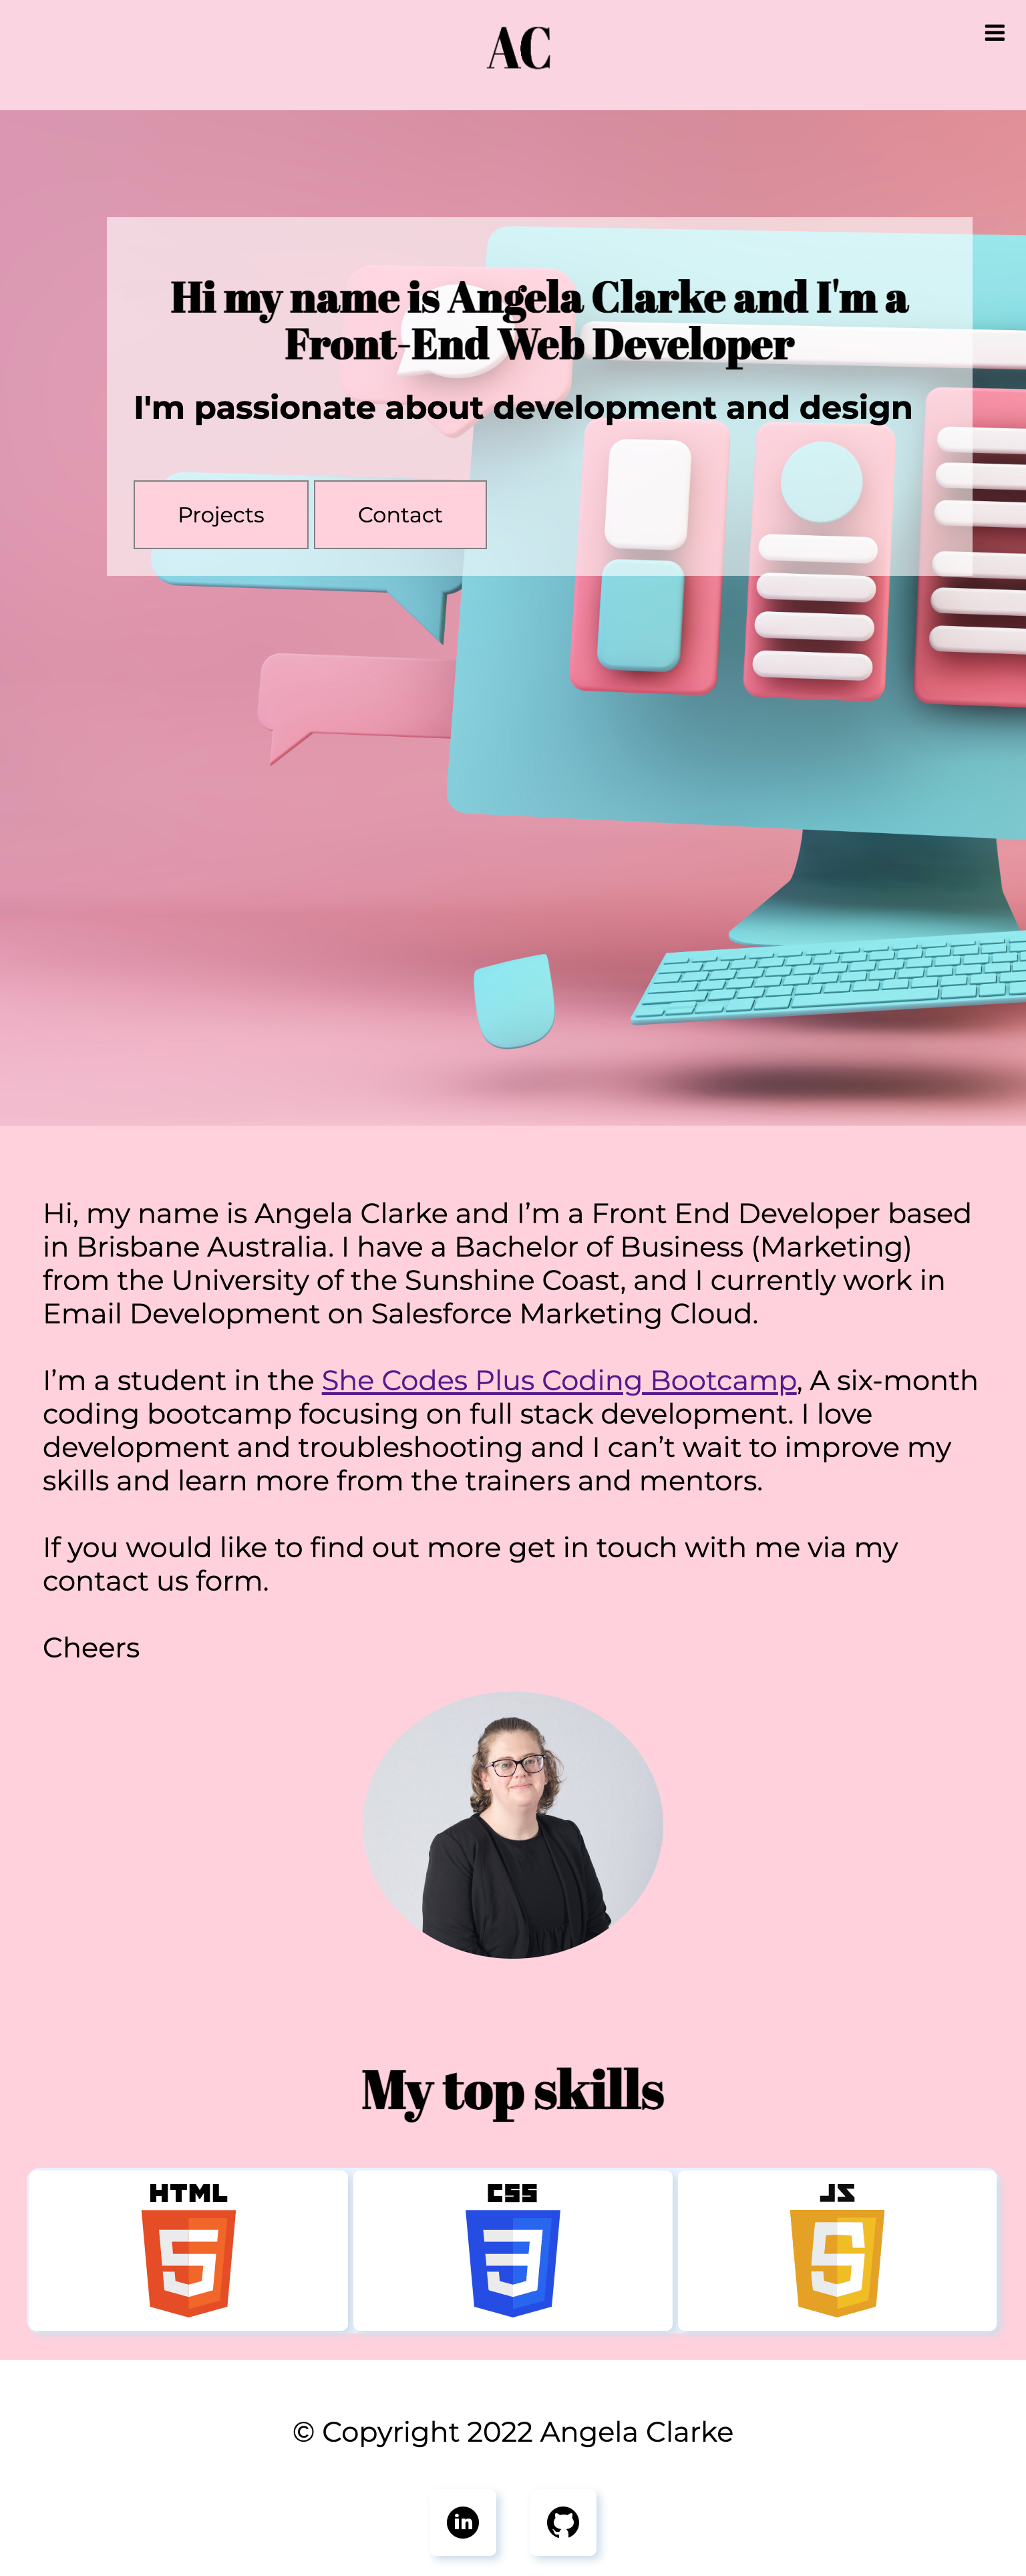 AC
Hi my name is Angela Clarke and I'm a
Front-End Web Developer
I'm passionate about development and design
Projects
Contact
Hi, my name is Angela Clarke and I’m a Front End Developer based
in Brisbane Australia. I have a Bachelor of Business (Marketing)
from the University of the Sunshine Coast, and I currently work in
Email Development on Salesforce Marketing Cloud.
I’m a student in the She Codes Plus Coding Bootcamp, A six-month
coding bootcamp focusing on full stack development. I love
development and troubleshooting and I can’t wait to improve my
skills and learn more from the trainers and mentors.
If you would like to find out more get in touch with me via my
contact us form.
Cheers
My top skills
HTML
5
CSS
3
JS
5
© Copyright 2022 Angela Clarke
in